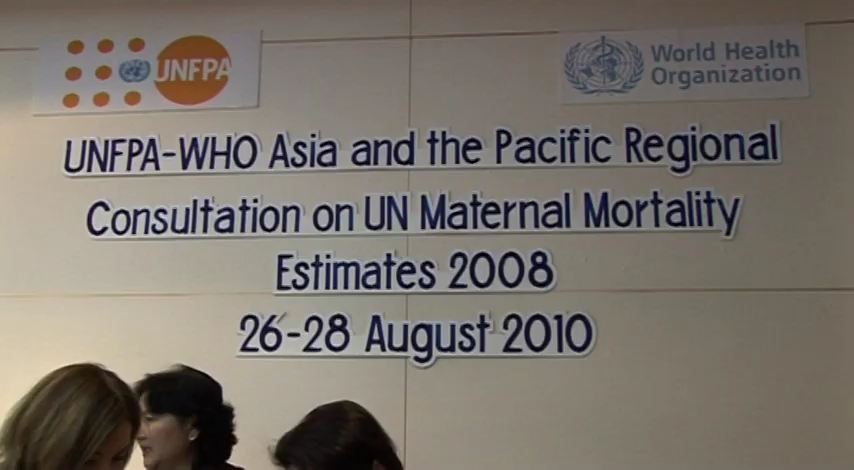 UNFPA
World Health
Organization
UNFPA-WHO Asia and the Pacific Regional
Consultation on UN Maternal Mortality
Estimates 2008
26-28 August 2010